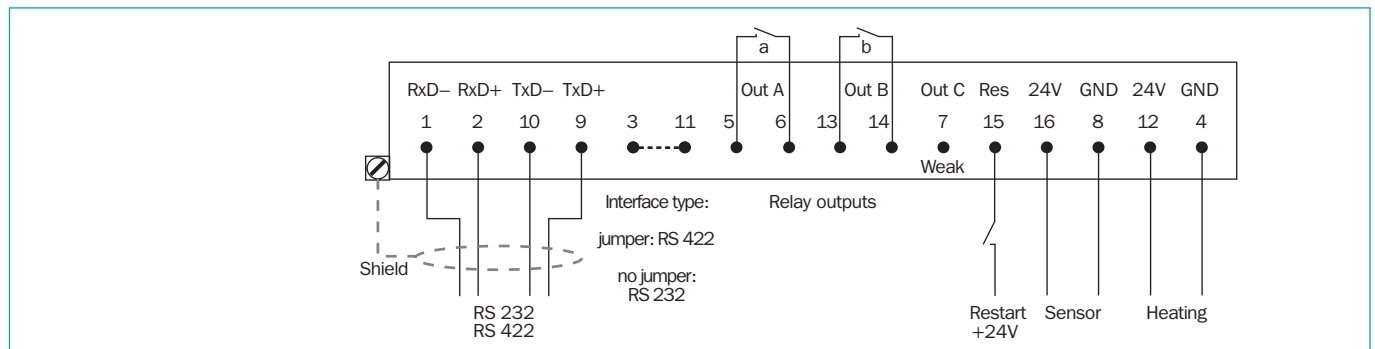 a b
RxD– RxD+ TxD– TxD+ Out A Out B Out C Res 24V GND 24V GND
1 2 10 9 3 11 5 6 13 14 7 15 16 8 12 4
Weak
Interface type: Relay outputs
jumper: RS 422
Shield
no jumper:
RS 232
RS 232 Restart Sensor Heating
RS 422 +24V